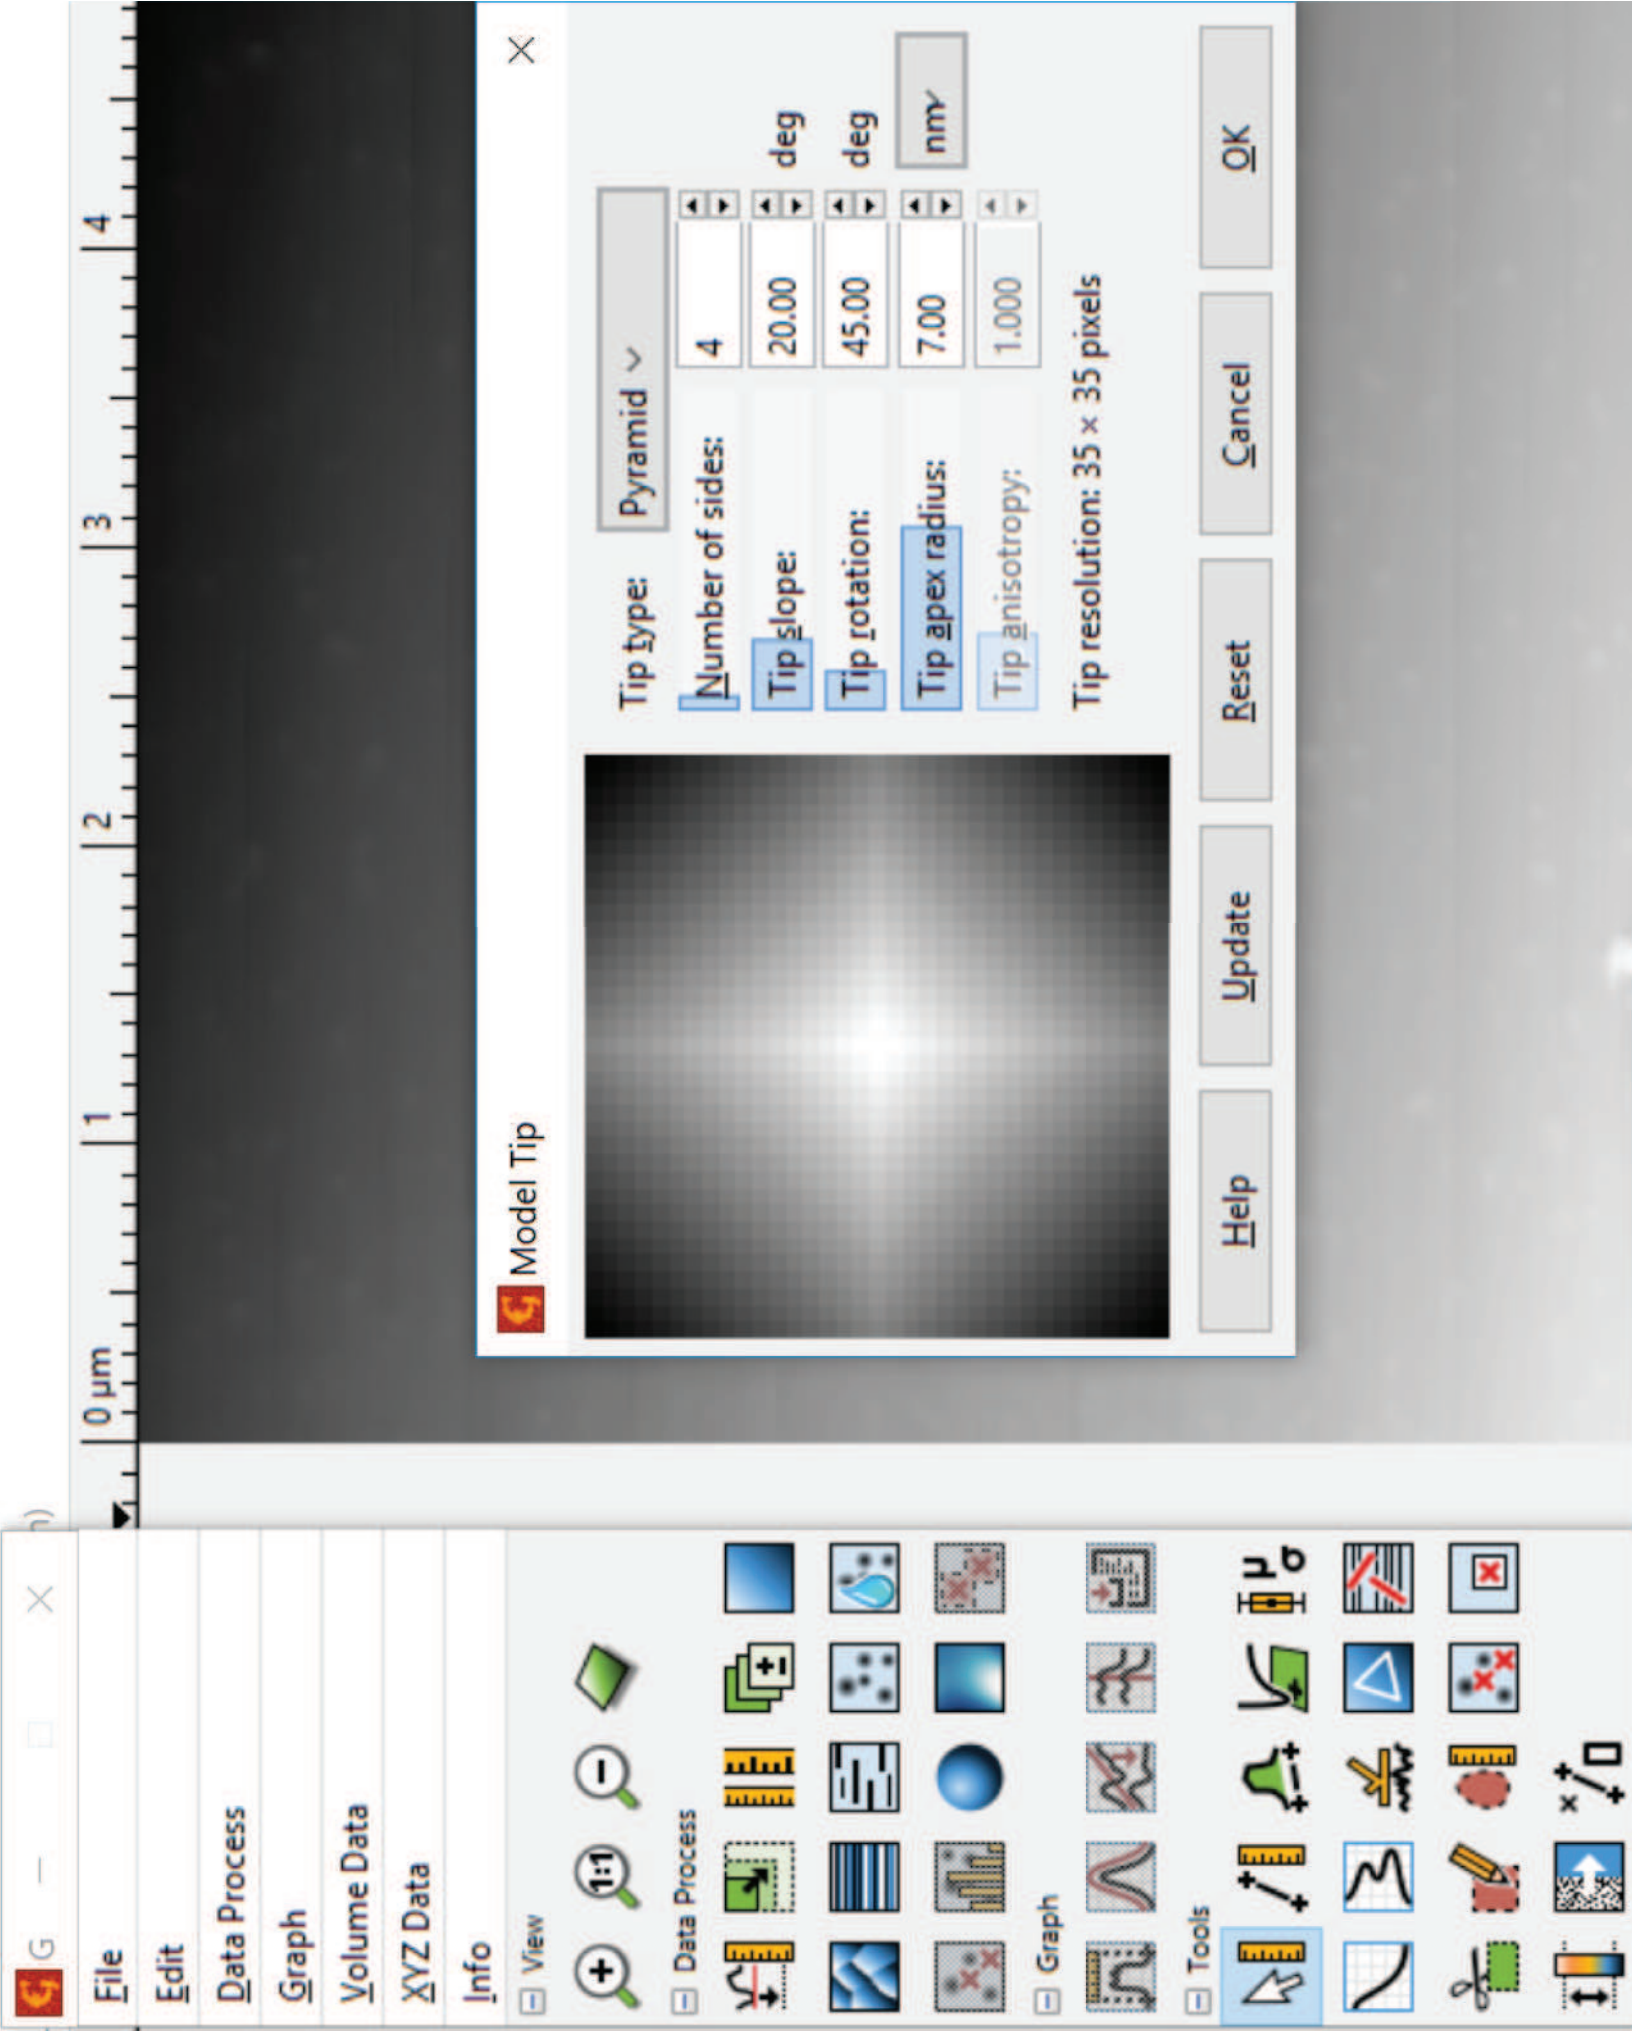 G
File
Edit
Data Process
Graph
Volume Data
XYZ Data
Info
View
1:1
Data Process
Graph
Tools
μ
σ
0 µm 1 2 3 4
Model Tip
Tip type: Pyramid
Number of sides: 4
Tip slope: 20.00 deg
Tip rotation: 45.00 deg
Tip apex radius: 7.00 nm
Tip anisotropy: 1.000
Tip resolution: 35 × 35 pixels
Help Update Reset Cancel OK